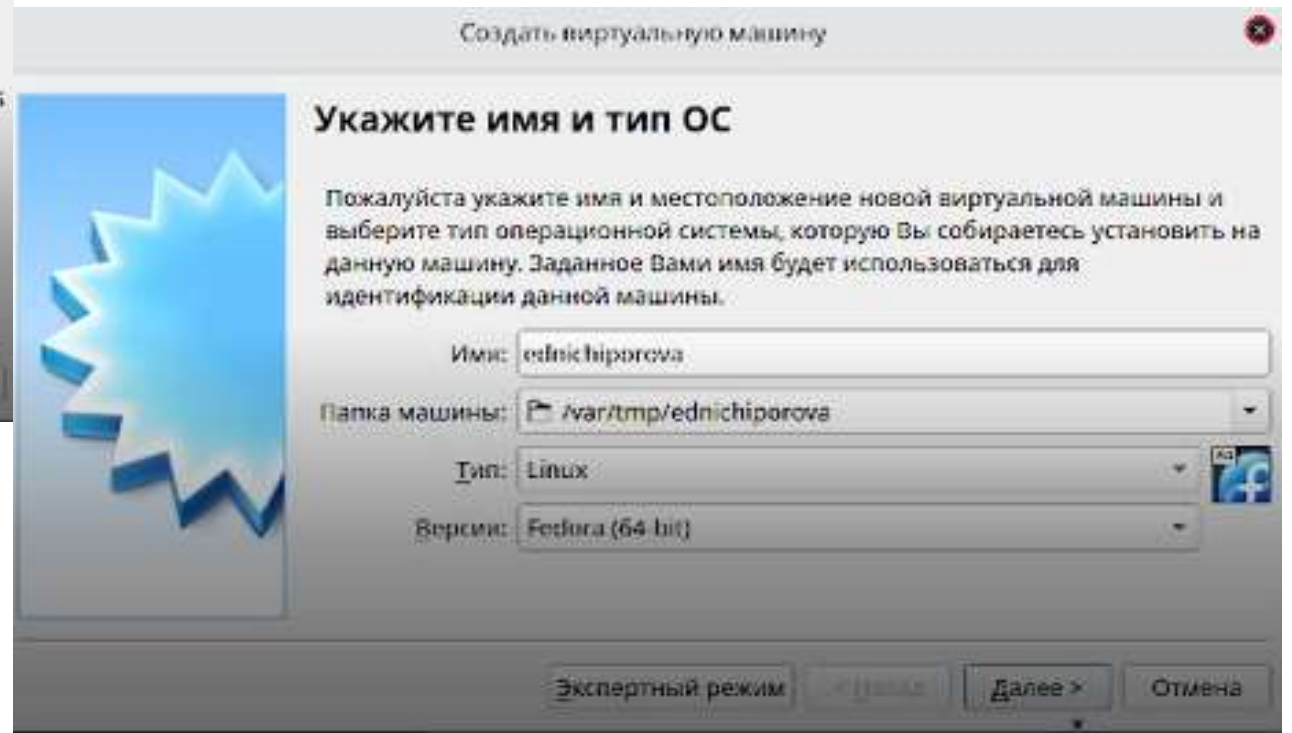 Создать виртуальную машину
Укажите имя и тип ОС
Пожалуйста укажите имя и местоположение новой виртуальной машины и
выберите тип операционной системы, которую Вы собираетесь установить на
данную машину. Заданное Вами имя будет использоваться для
идентификации данной машины.
Имя: ednichiporova
Папка машины: /var/tmp/ednichiporova
Тип: Linux
Версия: Fedora (64-bit)
Экспертный режим < Назад Далее > Отмена